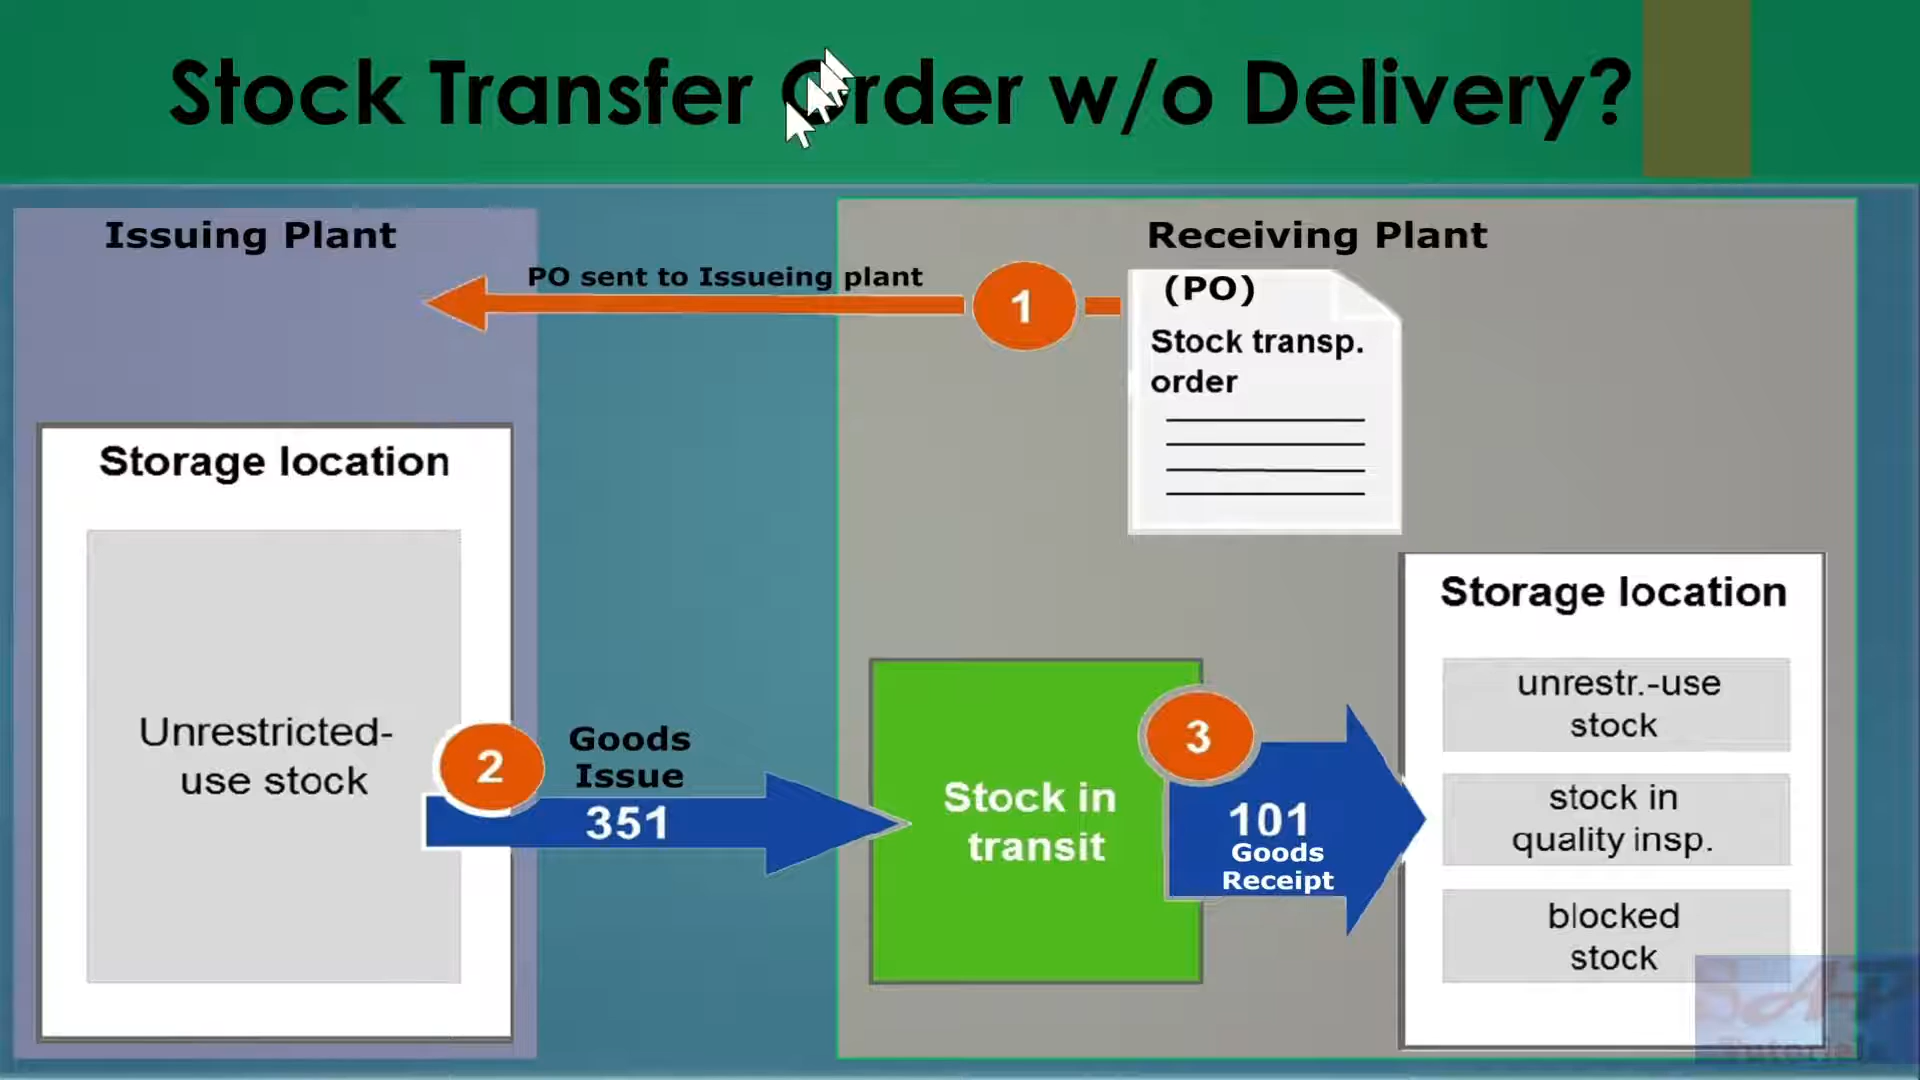 Stock Transfer Order w/o Delivery?
Issuing Plant
Receiving Plant
PO sent to Issueing plant
1
(PO)
Stock transp.
order
Storage location
Unrestricted-
use stock
2
Goods
Issue
351
Stock in
transit
3
101
Goods
Receipt
Storage location
unrestr.-use
stock
stock in
quality insp.
blocked
stock
SAP
Tutorials